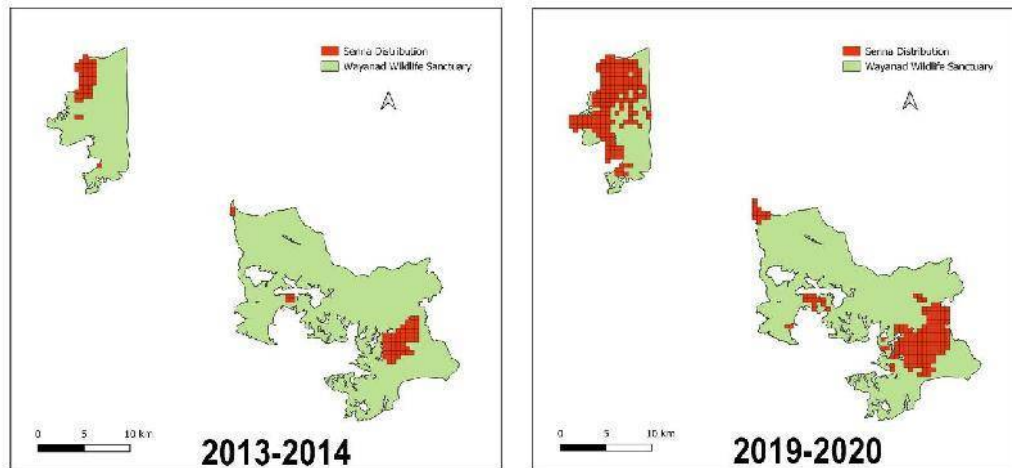 Senna Distribution
Wayanad Wildlife Sanctuary
0 5 10 km
2013-2014
Senna Distribution
Wayanad Wildlife Sanctuary
0 5 10 km
2019-2020